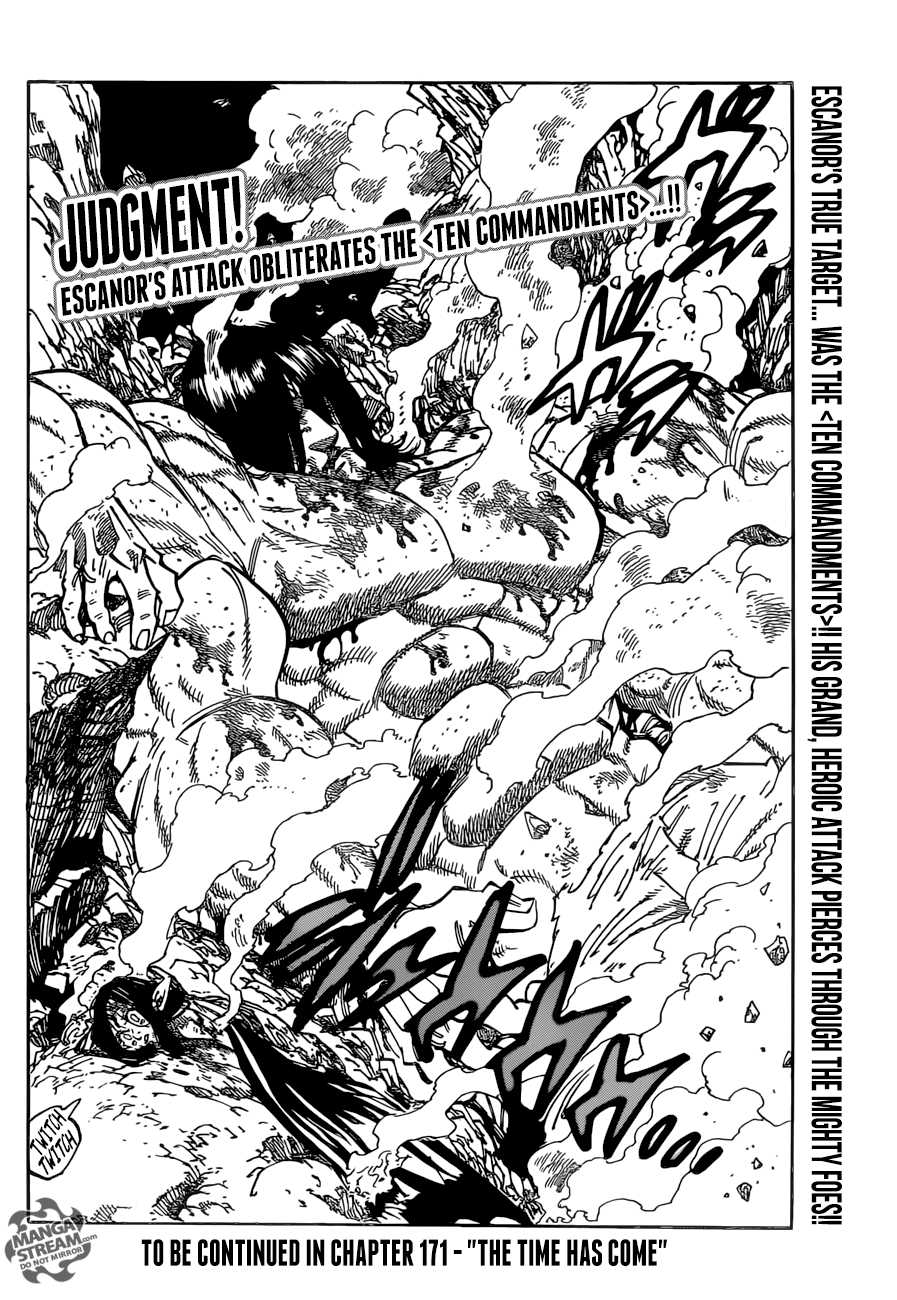 JUDGMENT!
ESCANOR'S ATTACK OBLITERATES THE <TEN COMMANDMENTS>...!!
ESCANOR'S TRUE TARGET... WAS THE <TEN COMMANDMENTS>!! HIS GRAND, HEROIC ATTACK PIERCES THROUGH THE MIGHTY FOES!!
TWITCH
TWITCH
MANGA
STREAM.com
DO NOT MIRROR
TO BE CONTINUED IN CHAPTER 171 - "THE TIME HAS COME"